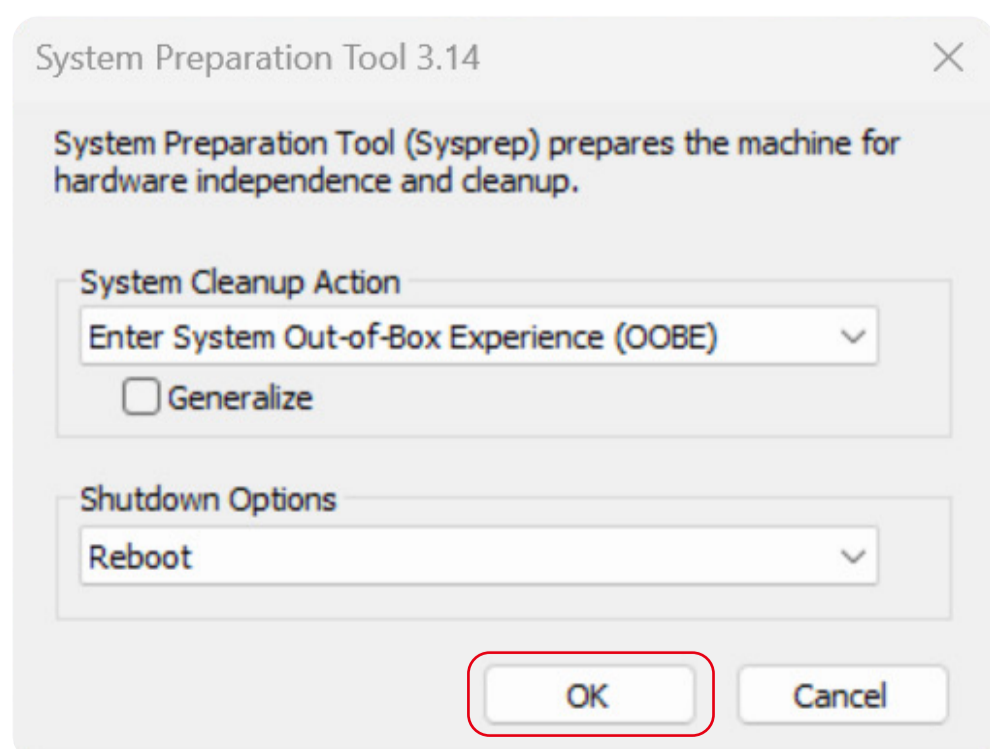 System Preparation Tool 3.14
System Preparation Tool (Sysprep) prepares the machine for
hardware independence and cleanup.
System Cleanup Action
Enter System Out-of-Box Experience (OOBE)
Generalize
Shutdown Options
Reboot
OK Cancel